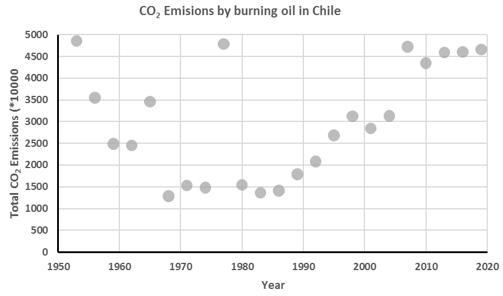 CO₂ Emisions by burning oil in Chile
Total CO₂ Emissions (*10000
5000
4500
4000
3500
3000
2500
2000
1500
1000
500
0
1950 1960 1970 1980 1990 2000 2010 2020
Year